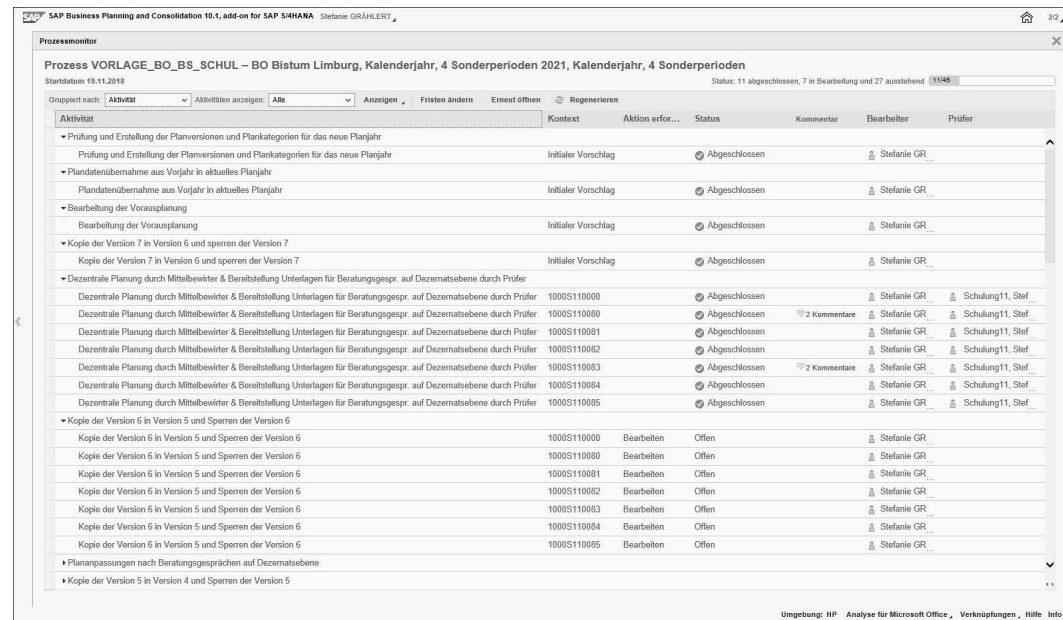 SAP SAP Business Planning and Consolidation 10.1, add-on for SAP S/4HANA Stefanie GRÄHLERT 2/2
Prozessmonitor
Prozess VORLAGE_BO_BS_SCHUL – BO Bistum Limburg, Kalenderjahr, 4 Sonderperioden 2021, Kalenderjahr, 4 Sonderperioden
Startdatum 19.11.2018 Status: 11 abgeschlossen, 7 in Bearbeitung und 27 ausstehend 11/45
Gruppiert nach: Aktivität Aktivitäten anzeigen: Alle Anzeigen Fristen ändern Erneut öffnen Regenerieren
Aktivität Kontext Aktion erfor... Status Kommentar Bearbeiter Prüfer
Prüfung und Erstellung der Planversionen und Plankategorien für das neue Planjahr
Prüfung und Erstellung der Planversionen und Plankategorien für das neue Planjahr Initialer Vorschlag Abgeschlossen Stefanie GR...
Plandatenübernahme aus Vorjahr in aktuelles Planjahr
Plandatenübernahme aus Vorjahr in aktuelles Planjahr Initialer Vorschlag Abgeschlossen Stefanie GR...
Bearbeitung der Vorausplanung
Bearbeitung der Vorausplanung Initialer Vorschlag Abgeschlossen Stefanie GR...
Kopie der Version 7 in Version 6 und sperren der Version 7
Kopie der Version 7 in Version 6 und sperren der Version 7 Initialer Vorschlag Abgeschlossen Stefanie GR...
Dezentrale Planung durch Mittelbewirter & Bereitstellung Unterlagen für Beratungsgespr. auf Dezernatsebene durch Prüfer
Dezentrale Planung durch Mittelbewirter & Bereitstellung Unterlagen für Beratungsgespr. auf Dezernatsebene durch Prüfer 1000S110000 Abgeschlossen Stefanie GR... Schulung11, Stef...
Dezentrale Planung durch Mittelbewirter & Bereitstellung Unterlagen für Beratungsgespr. auf Dezernatsebene durch Prüfer 1000S110080 Abgeschlossen 2 Kommentare Stefanie GR... Schulung11, Stef...
Dezentrale Planung durch Mittelbewirter & Bereitstellung Unterlagen für Beratungsgespr. auf Dezernatsebene durch Prüfer 1000S110081 Abgeschlossen Stefanie GR... Schulung11, Stef...
Dezentrale Planung durch Mittelbewirter & Bereitstellung Unterlagen für Beratungsgespr. auf Dezernatsebene durch Prüfer 1000S110082 Abgeschlossen Stefanie GR... Schulung11, Stef...
Dezentrale Planung durch Mittelbewirter & Bereitstellung Unterlagen für Beratungsgespr. auf Dezernatsebene durch Prüfer 1000S110083 Abgeschlossen 2 Kommentare Stefanie GR... Schulung11, Stef...
Dezentrale Planung durch Mittelbewirter & Bereitstellung Unterlagen für Beratungsgespr. auf Dezernatsebene durch Prüfer 1000S110084 Abgeschlossen Stefanie GR... Schulung11, Stef...
Dezentrale Planung durch Mittelbewirter & Bereitstellung Unterlagen für Beratungsgespr. auf Dezernatsebene durch Prüfer 1000S110085 Abgeschlossen Stefanie GR... Schulung11, Stef...
Kopie der Version 6 in Version 5 und Sperren der Version 6
Kopie der Version 6 in Version 5 und Sperren der Version 6 1000S110000 Bearbeiten Offen Stefanie GR...
Kopie der Version 6 in Version 5 und Sperren der Version 6 1000S110080 Bearbeiten Offen Stefanie GR...
Kopie der Version 6 in Version 5 und Sperren der Version 6 1000S110081 Bearbeiten Offen Stefanie GR...
Kopie der Version 6 in Version 5 und Sperren der Version 6 1000S110082 Bearbeiten Offen Stefanie GR...
Kopie der Version 6 in Version 5 und Sperren der Version 6 1000S110083 Bearbeiten Offen Stefanie GR...
Kopie der Version 6 in Version 5 und Sperren der Version 6 1000S110084 Bearbeiten Offen Stefanie GR...
Kopie der Version 6 in Version 5 und Sperren der Version 6 1000S110085 Bearbeiten Offen Stefanie GR...
Plananpassungen nach Beratungsgesprächen auf Dezernatsebene
Kopie der Version 5 in Version 4 und Sperren der Version 5
Umgebung: HP Analyse für Microsoft Office Verknüpfungen Hilfe Info